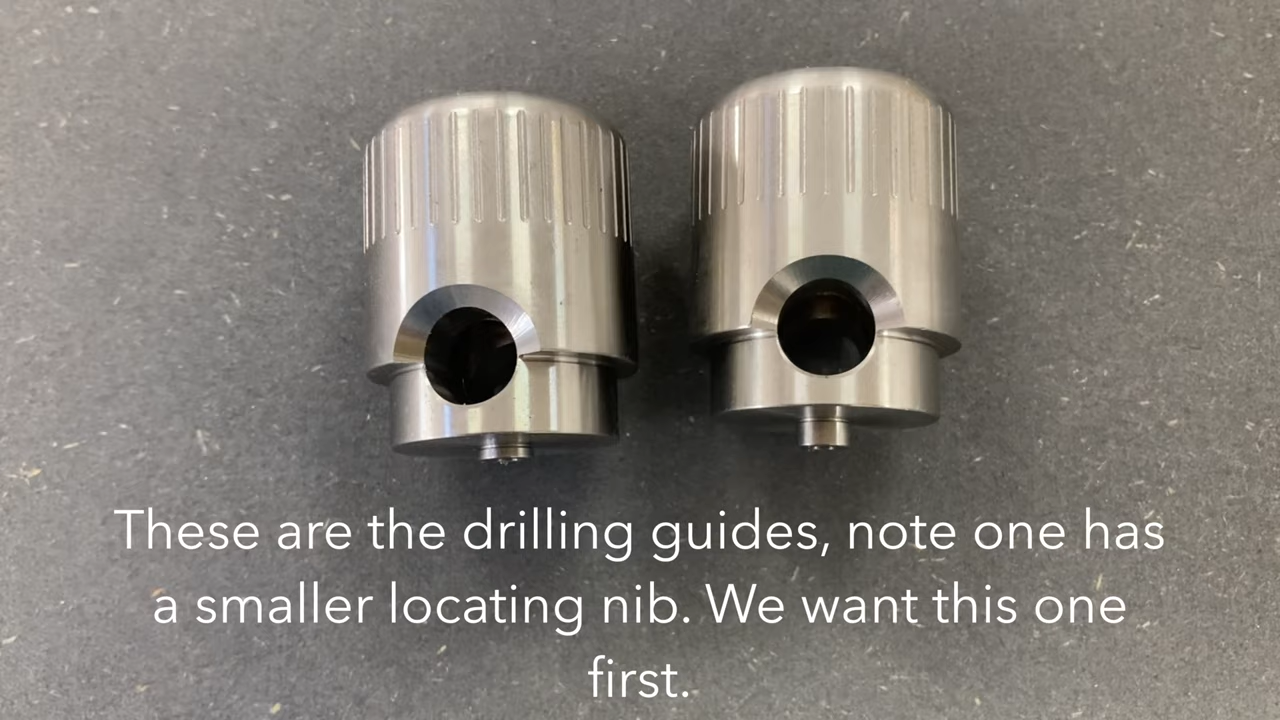 These are the drilling guides, note one has
a smaller locating nib. We want this one
first.